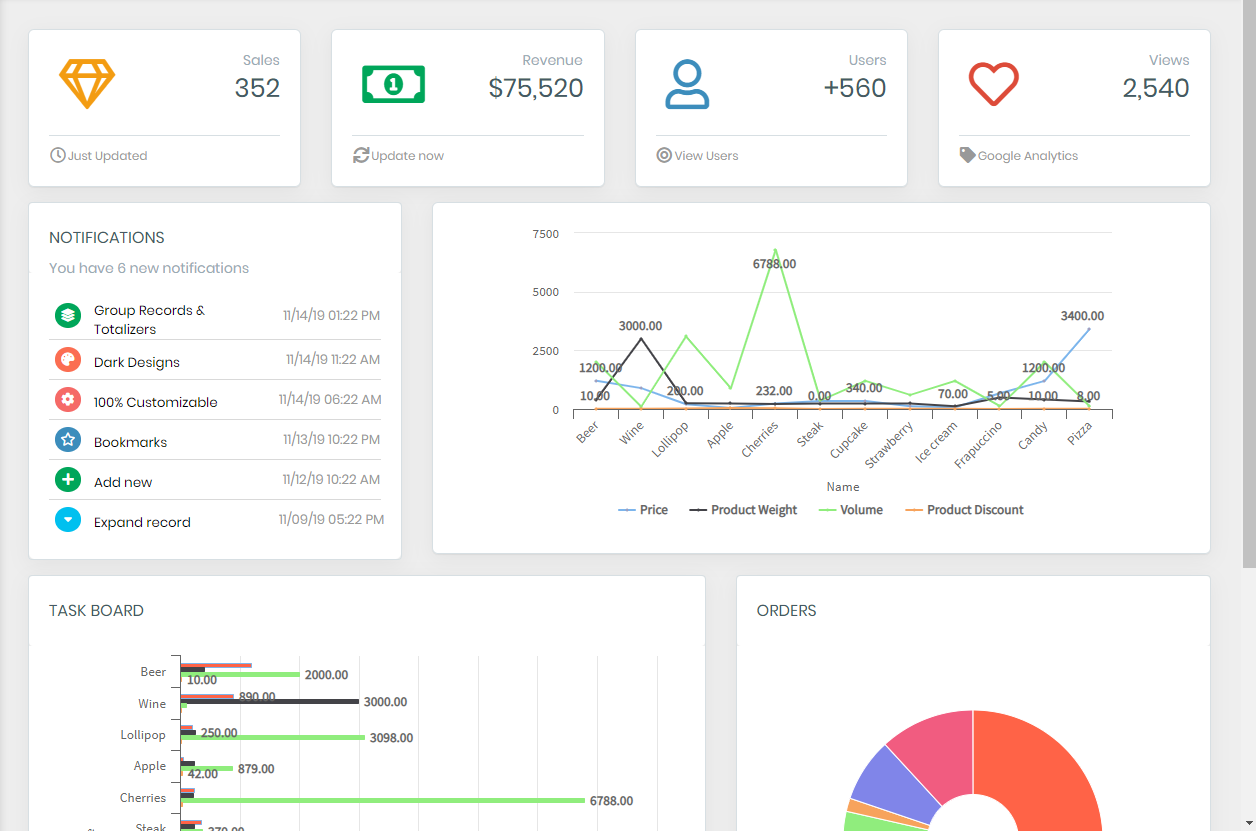 Sales
352
Just Updated
Revenue
$75,520
Update now
Users
+560
View Users
Views
2,540
Google Analytics
NOTIFICATIONS
You have 6 new notifications
Group Records &
Totalizers
11/14/19 01:22 PM
Dark Designs
11/14/19 11:22 AM
100% Customizable
11/14/19 06:22 AM
Bookmarks
11/13/19 10:22 PM
Add new
11/12/19 10:22 AM
Expand record
11/09/19 05:22 PM
7500
5000
2500
0
6788.00
3000.00
3400.00
1200.00
1200.00
10.00
200.00
232.00
0.00
340.00
70.00
5.00
10.00
8.00
Beer
Wine
Lollipop
Apple
Cherries
Steak
Cupcake
Strawberry
Ice cream
Frapuccino
Candy
Pizza
Name
Price
Product Weight
Volume
Product Discount
TASK BOARD
Beer
2000.00
10.00
Wine
890.00
3000.00
Lollipop
250.00
3098.00
Apple
879.00
42.00
Cherries
6788.00
Steak
ORDERS